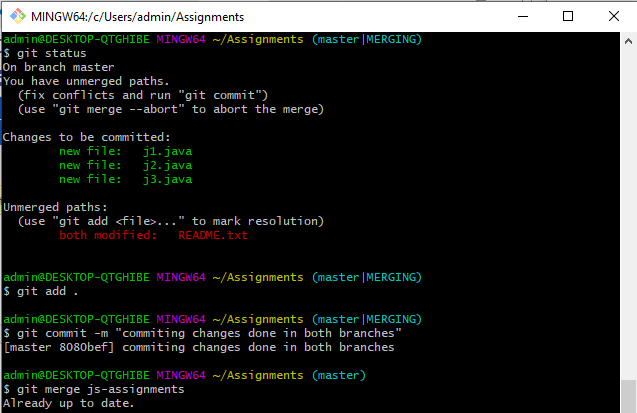 MINGW64:/c/Users/admin/Assignments
admin@DESKTOP-QTGHIBE MINGW64 ~/Assignments (master|MERGING)
$ git status
On branch master
You have unmerged paths.
  (fix conflicts and run "git commit")
  (use "git merge --abort" to abort the merge)

Changes to be committed:
        new file:   j1.java
        new file:   j2.java
        new file:   j3.java

Unmerged paths:
  (use "git add <file>..." to mark resolution)
        both modified:   README.txt


admin@DESKTOP-QTGHIBE MINGW64 ~/Assignments (master|MERGING)
$ git add .

admin@DESKTOP-QTGHIBE MINGW64 ~/Assignments (master|MERGING)
$ git commit -m "commiting changes done in both branches"
[master 8080bef] commiting changes done in both branches

admin@DESKTOP-QTGHIBE MINGW64 ~/Assignments (master)
$ git merge js-assignments
Already up to date.